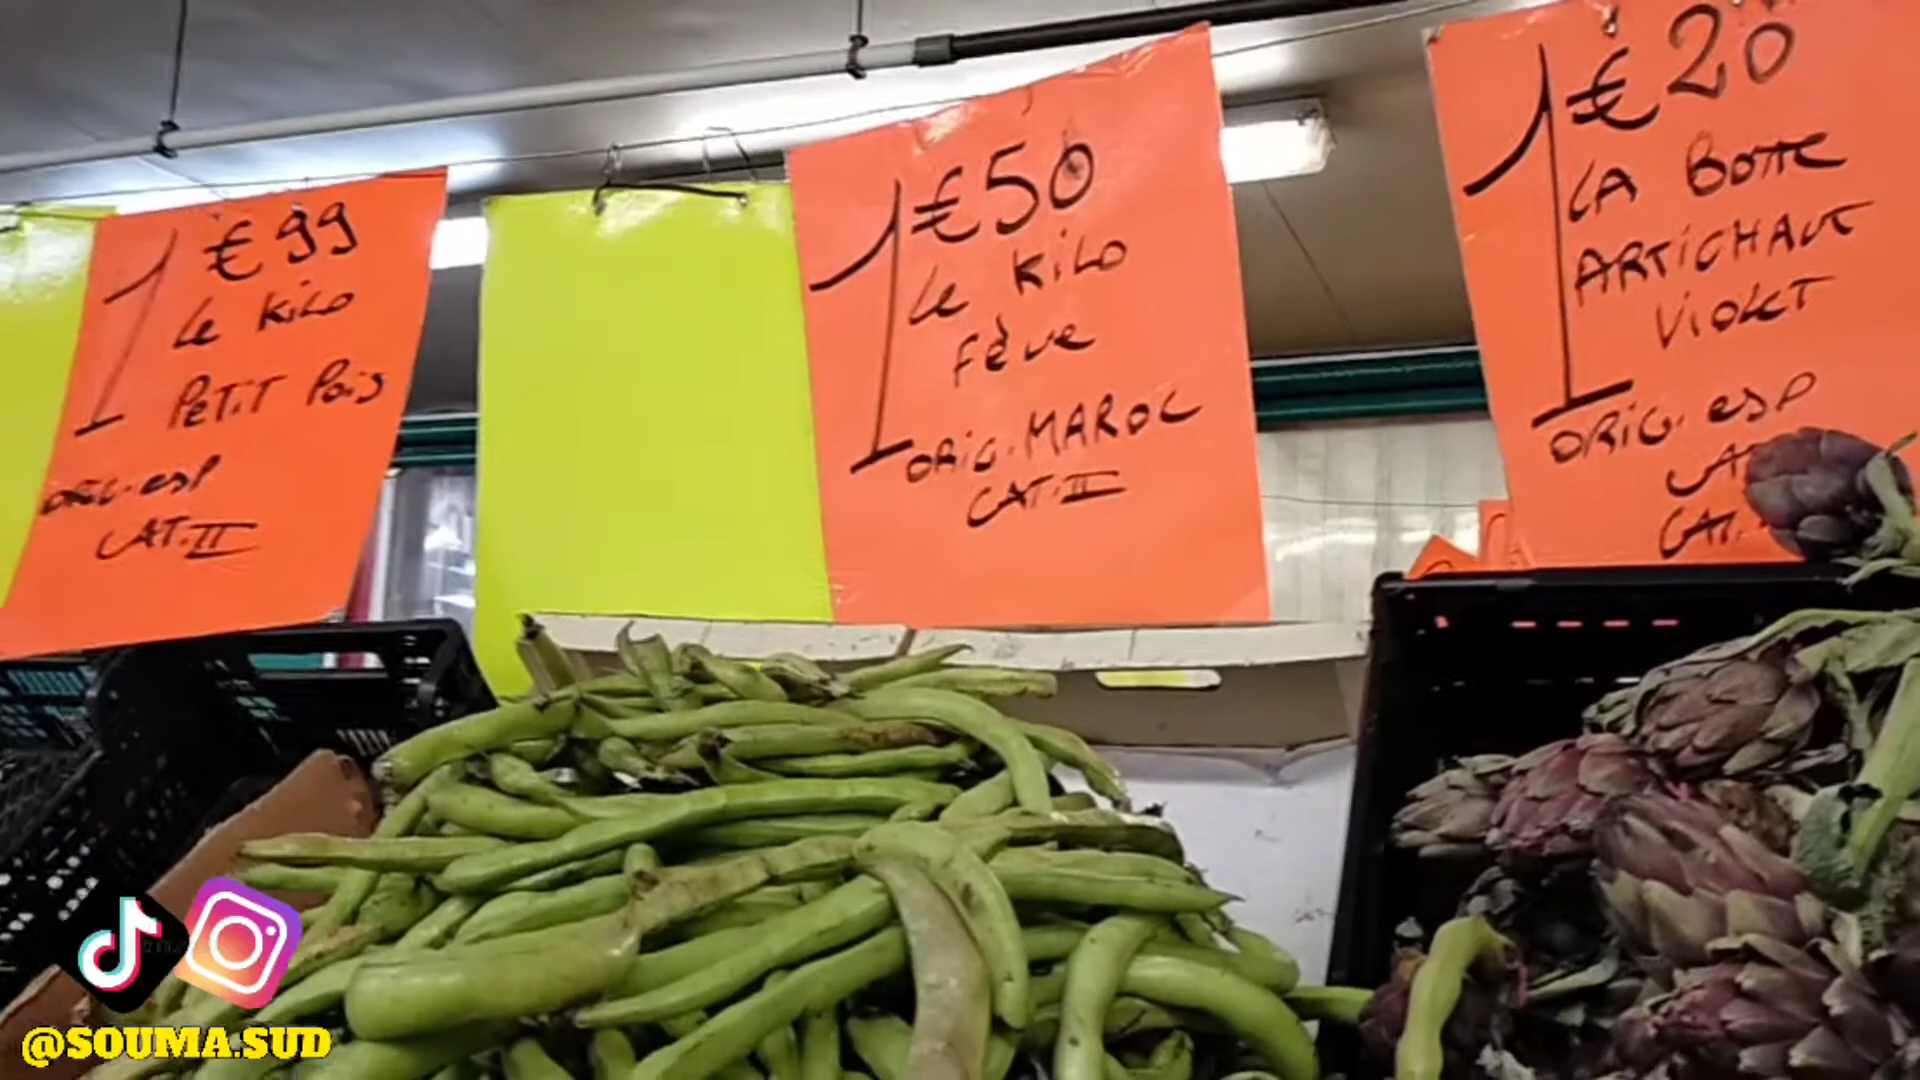 1€99
Le Kilo
Petit Pois
ORIG. esp
CAT. II
1€50
Le Kilo
Fève
ORIG. MAROC
CAT. II
1€20
LA BOTTE
ARTICHAUT
VIOLET
ORIG. esp
CAT.
@SOUMA.SUD